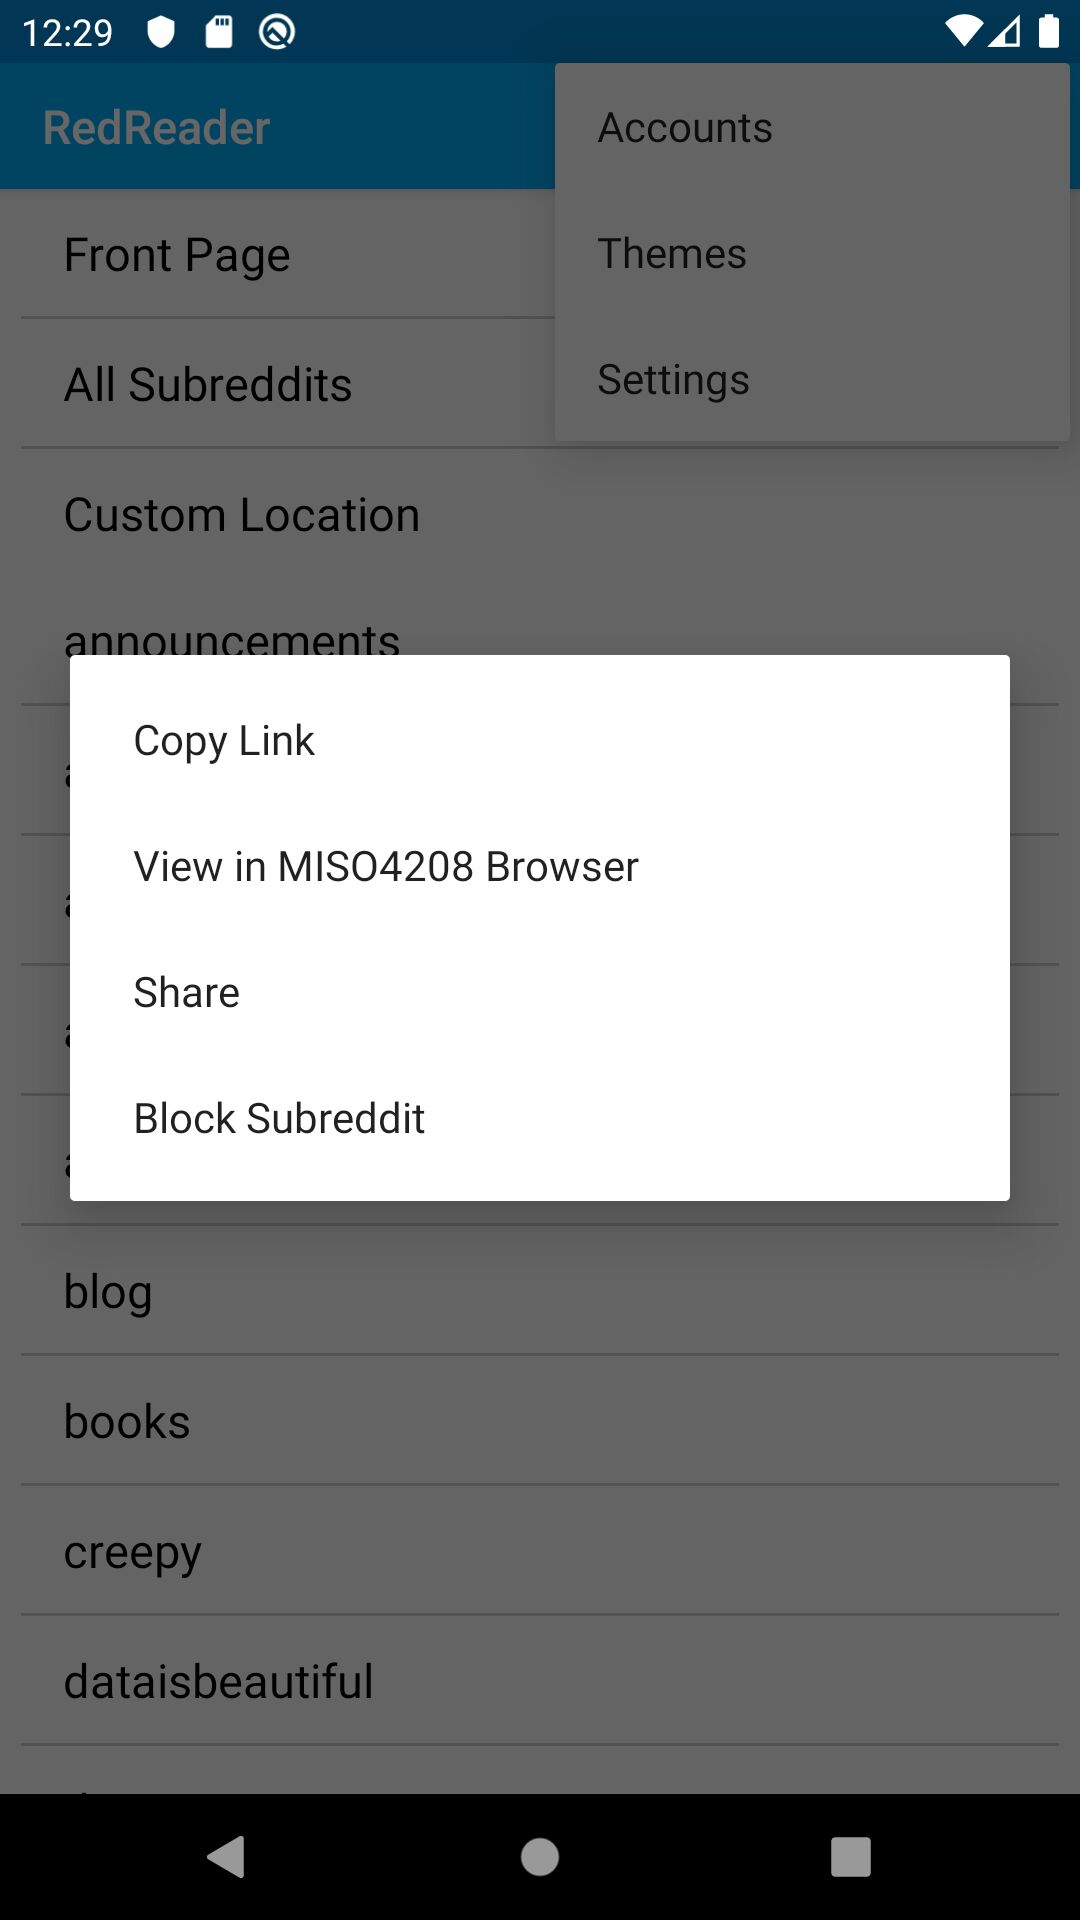 12:29
RedReader
Accounts
Themes
Settings
Front Page
All Subreddits
Custom Location
announcements
Copy Link
View in MISO4208 Browser
Share
Block Subreddit
blog
books
creepy
dataisbeautiful